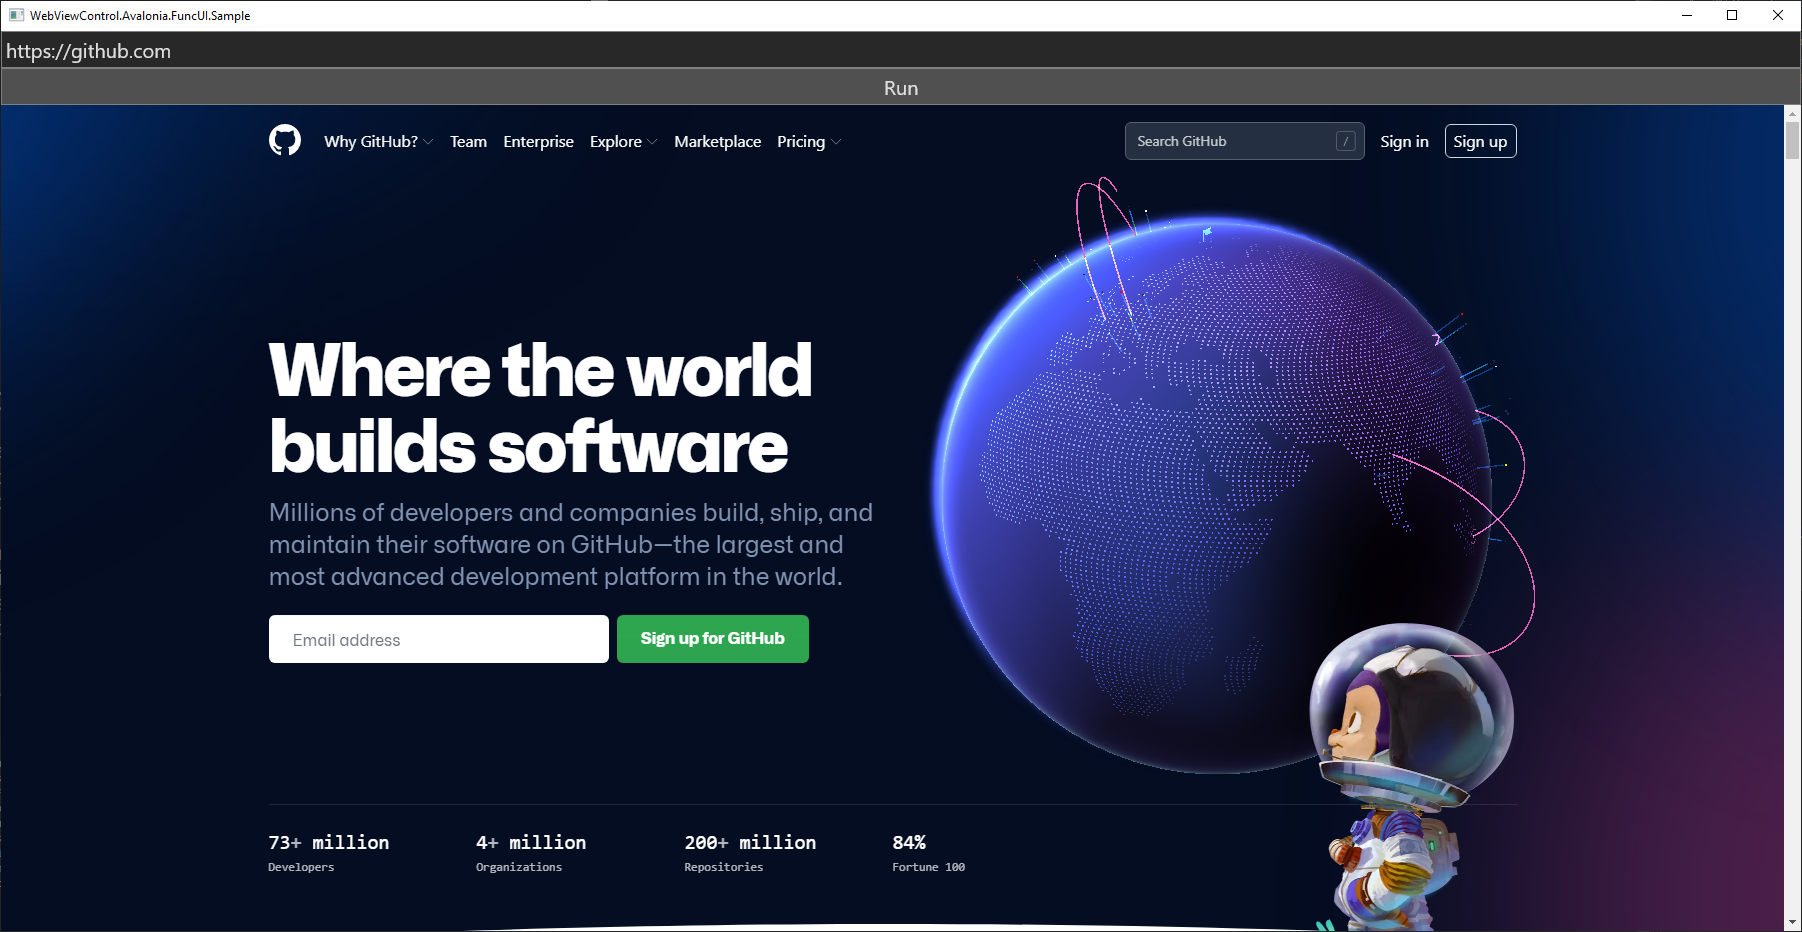 WebViewControl.Avalonia.FuncUI.Sample
https://github.com
Run
Why GitHub? Team Enterprise Explore Marketplace Pricing Search GitHub / Sign in Sign up
Where the world
builds software
Millions of developers and companies build, ship, and
maintain their software on GitHub—the largest and
most advanced development platform in the world.
Email address Sign up for GitHub
73+ million 4+ million 200+ million 84%
Developers Organizations Repositories Fortune 100